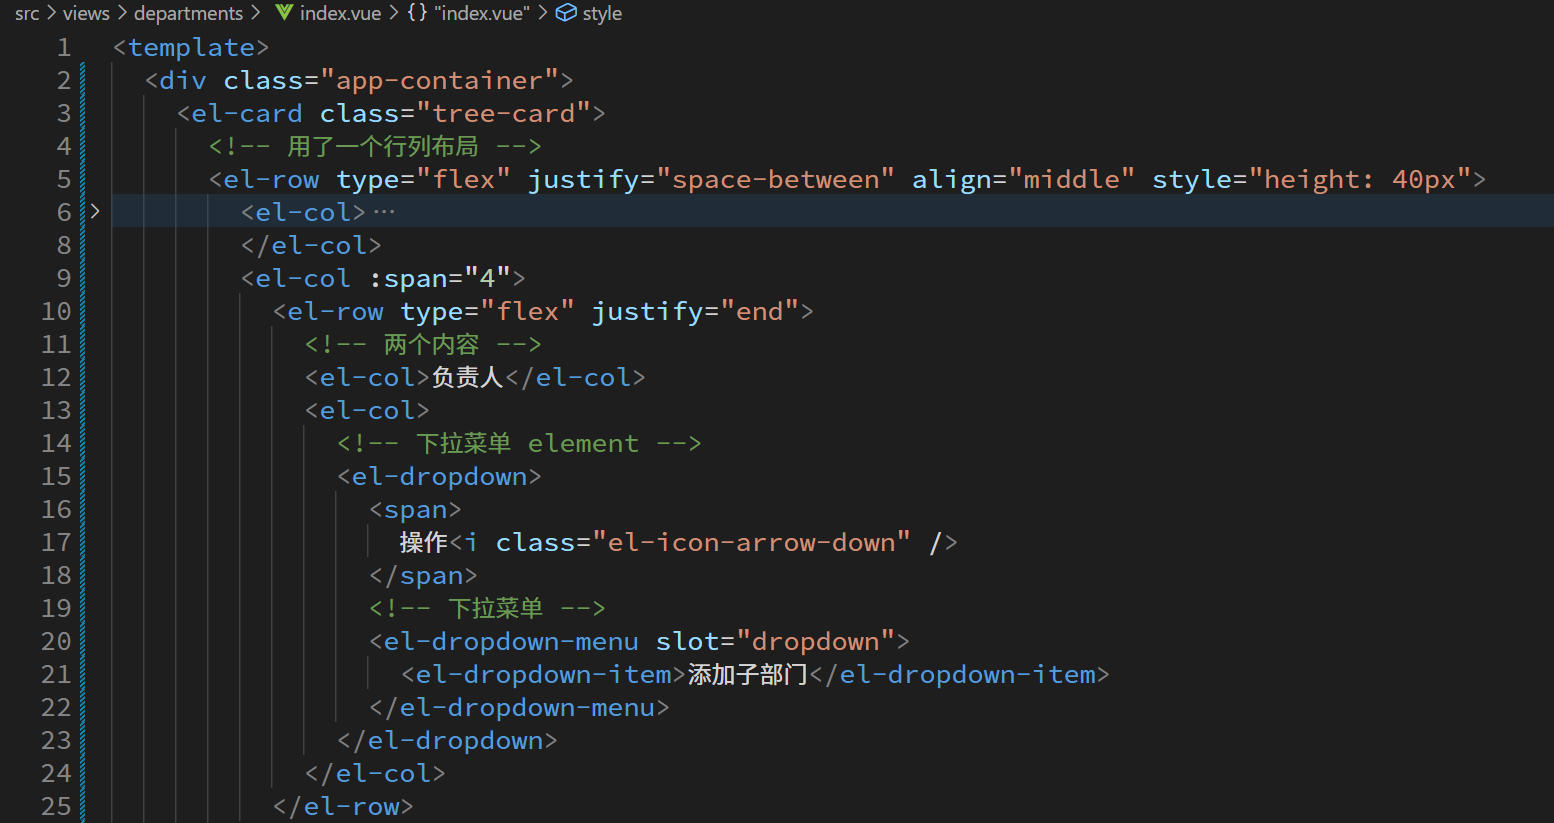 src > views > departments > index.vue > {} "index.vue" > style
1 <template>
2 <div class="app-container">
3 <el-card class="tree-card">
4 <!-- 用了一个行列布局 -->
5 <el-row type="flex" justify="space-between" align="middle" style="height: 40px">
6 <el-col>···
8 </el-col>
9 <el-col :span="4">
10 <el-row type="flex" justify="end">
11 <!-- 两个内容 -->
12 <el-col>负责人</el-col>
13 <el-col>
14 <!-- 下拉菜单 element -->
15 <el-dropdown>
16 <span>
17 操作<i class="el-icon-arrow-down" />
18 </span>
19 <!-- 下拉菜单 -->
20 <el-dropdown-menu slot="dropdown">
21 <el-dropdown-item>添加子部门</el-dropdown-item>
22 </el-dropdown-menu>
23 </el-dropdown>
24 </el-col>
25 </el-row>